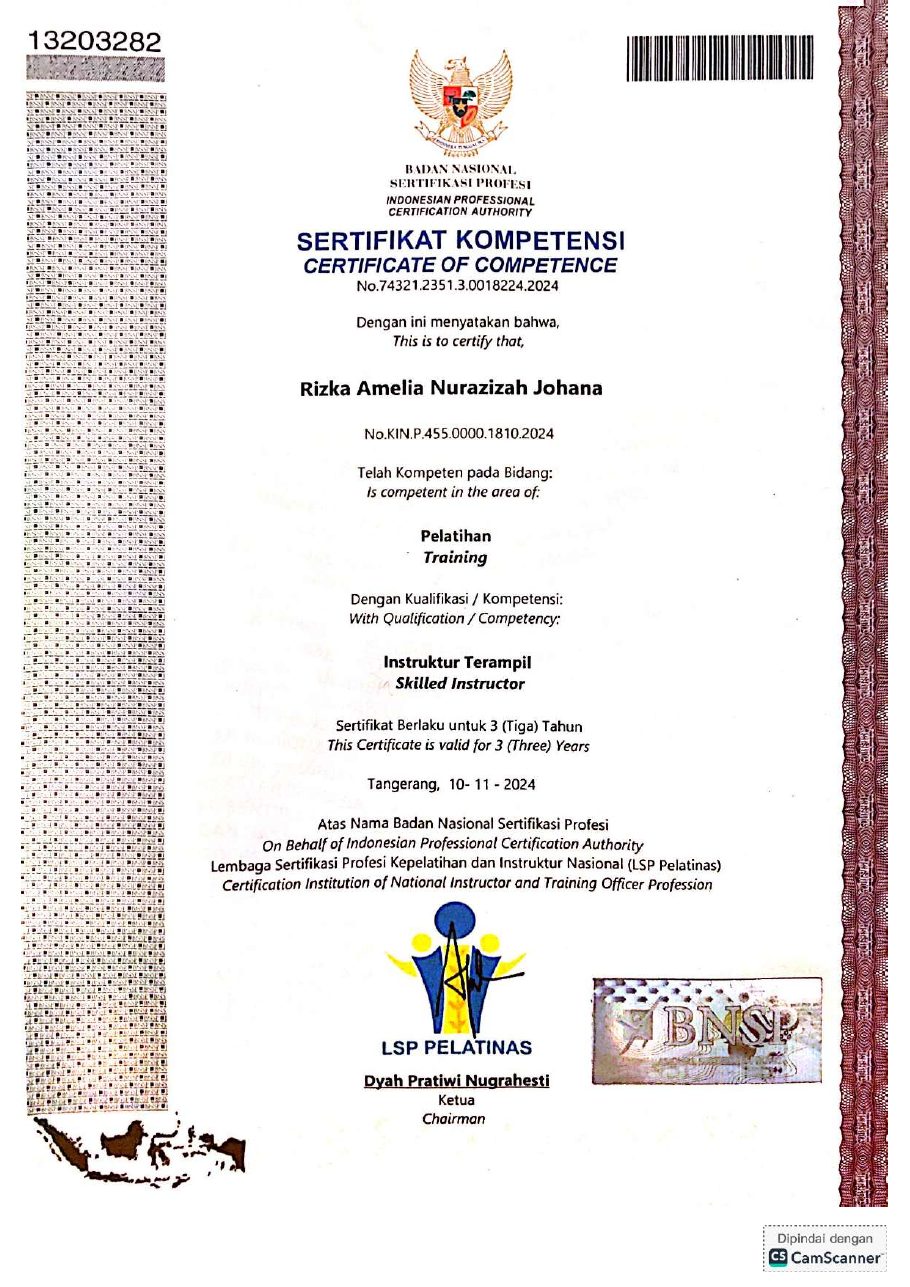 13203282
BADAN NASIONAL
SERTIFIKASI PROFESI
INDONESIAN PROFESSIONAL
CERTIFICATION AUTHORITY
SERTIFIKAT KOMPETENSI
CERTIFICATE OF COMPETENCE
No.74321.2351.3.0018224.2024
Dengan ini menyatakan bahwa,
This is to certify that,
Rizka Amelia Nurazizah Johana
No.KIN.P.455.0000.1810.2024
Telah Kompeten pada Bidang:
Is competent in the area of:
Pelatihan
Training
Dengan Kualifikasi / Kompetensi:
With Qualification / Competency:
Instruktur Terampil
Skilled Instructor
Sertifikat Berlaku untuk 3 (Tiga) Tahun
This Certificate is valid for 3 (Three) Years
Tangerang, 10- 11 - 2024
Atas Nama Badan Nasional Sertifikasi Profesi
On Behalf of Indonesian Professional Certification Authority
Lembaga Sertifikasi Profesi Kepelatihan dan Instruktur Nasional (LSP Pelatinas)
Certification Institution of National Instructor and Training Officer Profession
LSP PELATINAS
BNSP
Dyah Pratiwi Nugrahesti
Ketua
Chairman
Dipindai dengan
CS CamScanner